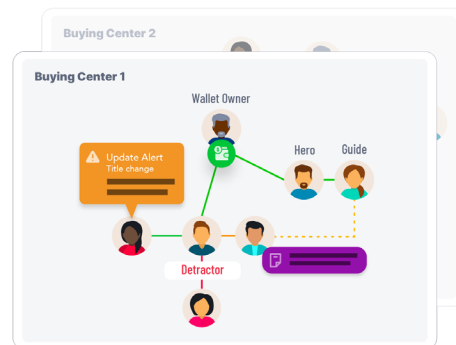 Buying Center 2
Buying Center 1
Wallet Owner
Update Alert
Title change
Hero
Guide
Detractor